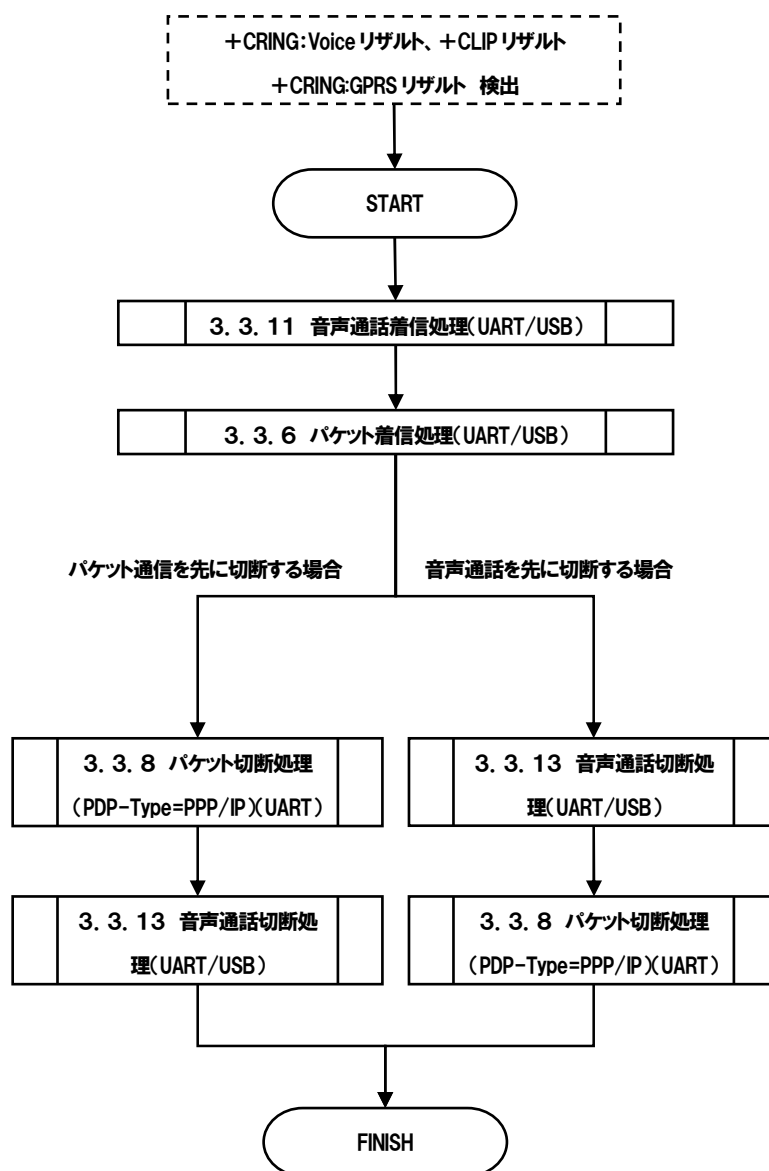 ＋CRING:Voice リザルト、＋CLIP リザルト
＋CRING:GPRS リザルト 検出
START
３．３．11 音声通話着信処理(UART/USB)
３．３．６ パケット着信処理(UART/USB)
パケット通信を先に切断する場合
音声通話を先に切断する場合
３．３．８ パケット切断処理
(PDP-Type=PPP/IP)(UART)
３．３．13 音声通話切断処
理(UART/USB)
３．３．13 音声通話切断処
理(UART/USB)
３．３．８ パケット切断処理
(PDP-Type=PPP/IP)(UART)
FINISH